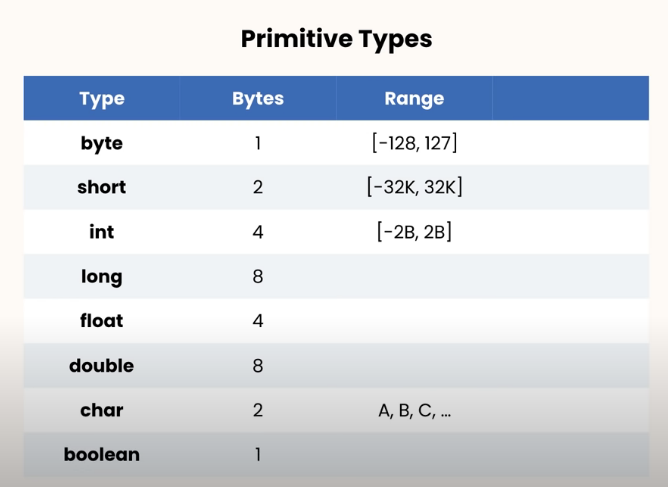 Primitive Types
Type Bytes Range
byte 1 [-128, 127]
short 2 [-32K, 32K]
int 4 [-2B, 2B]
long 8
float 4
double 8
char 2 A, B, C, ...
boolean 1